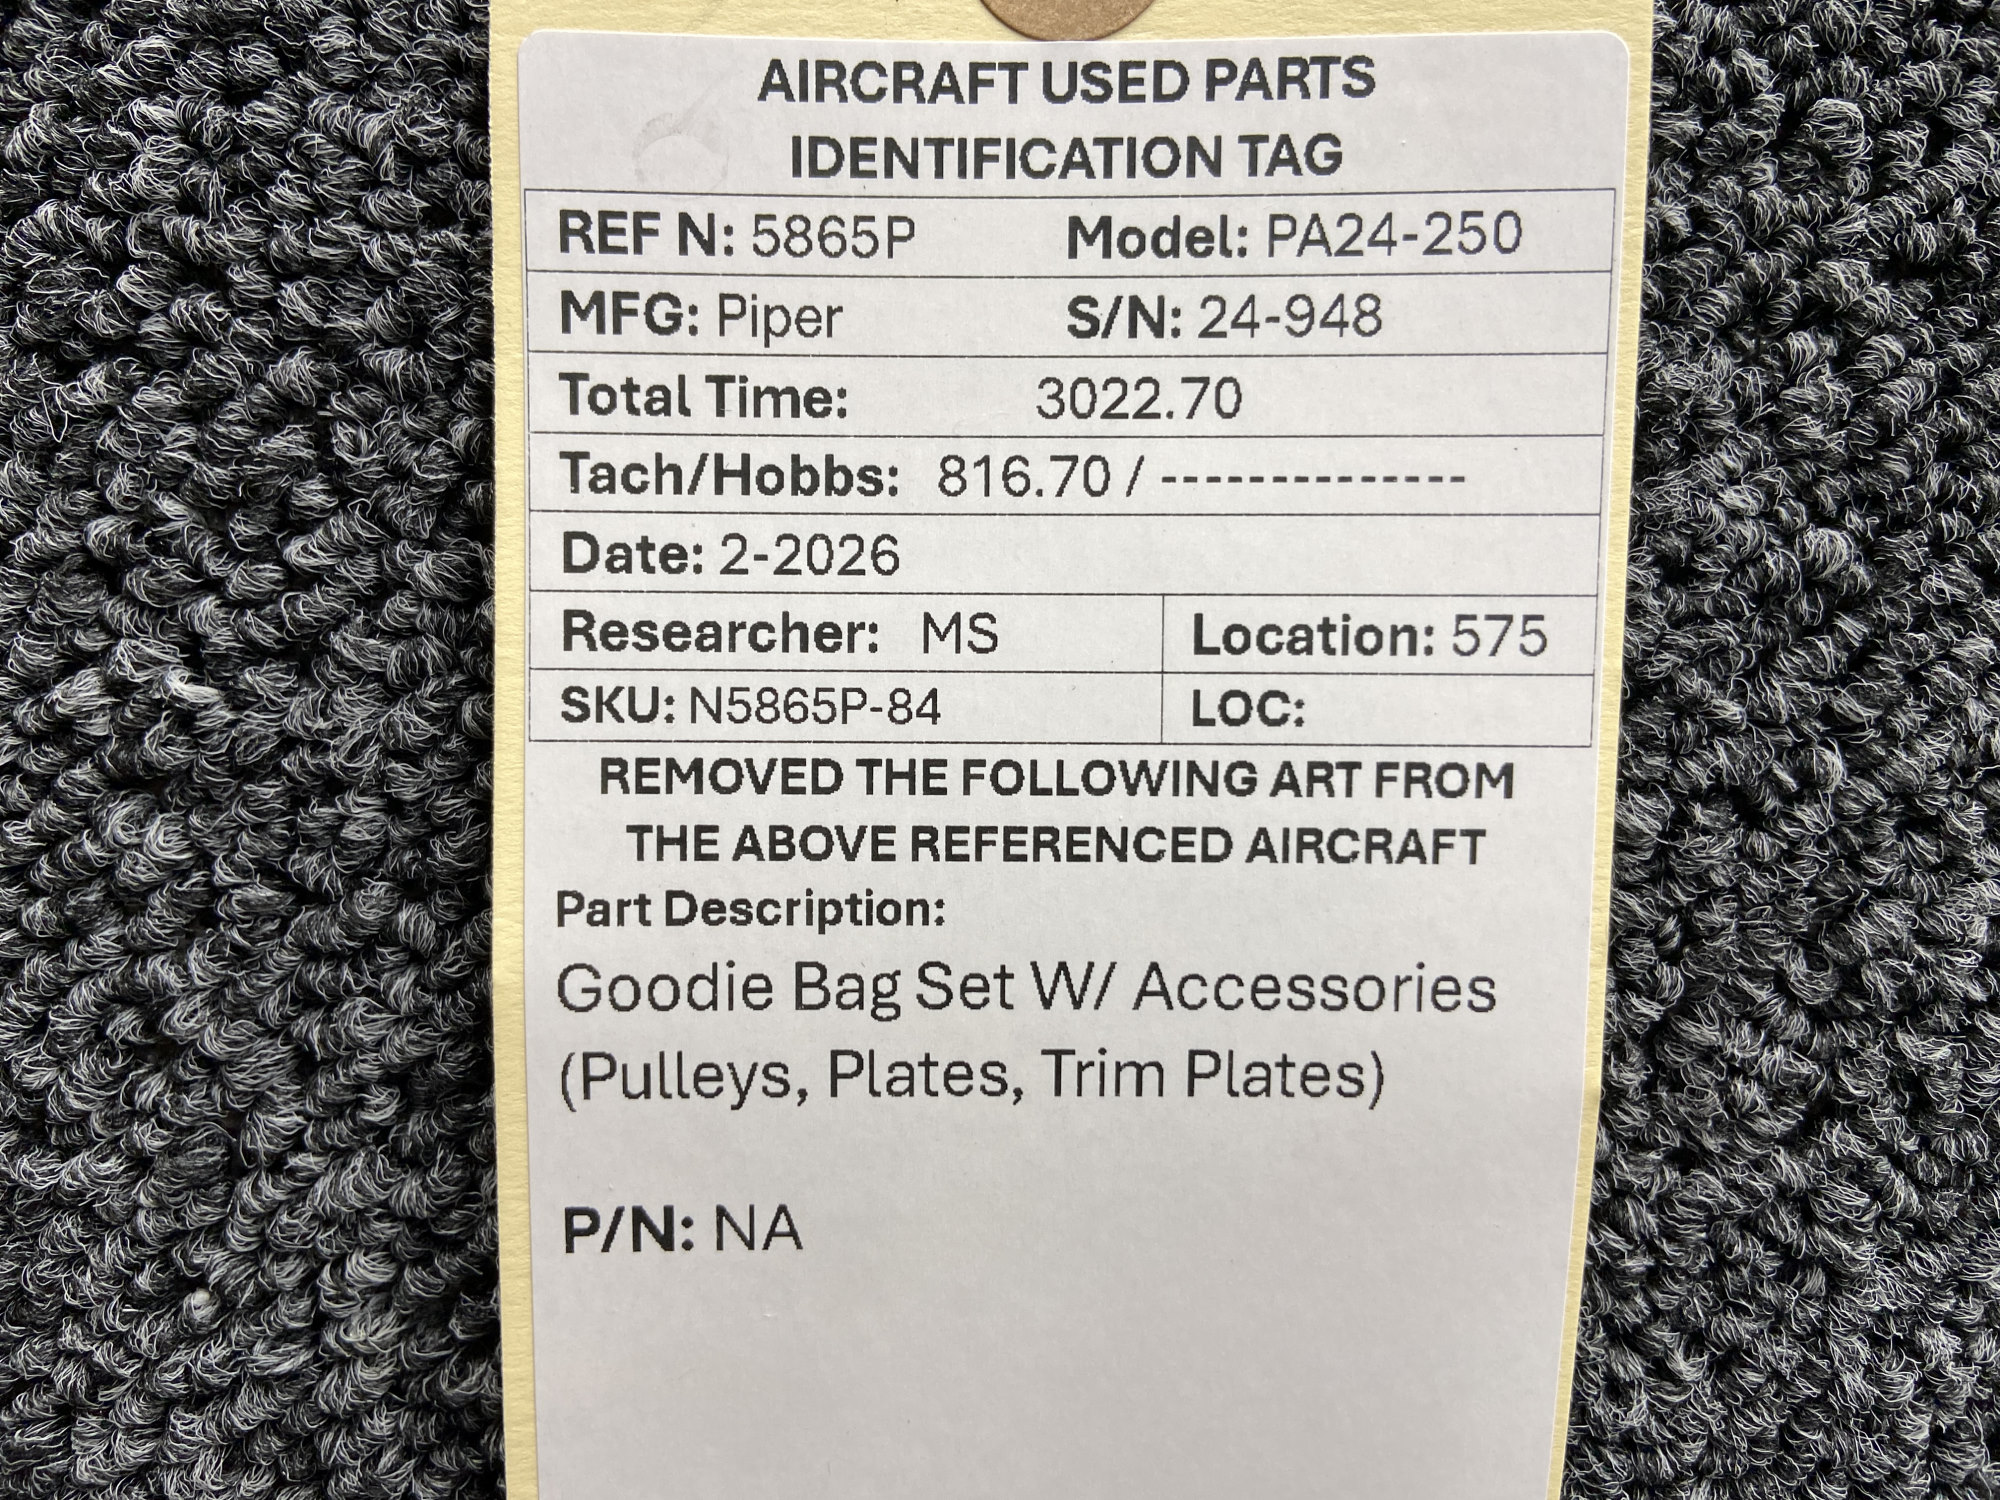 AIRCRAFT USED PARTS
IDENTIFICATION TAG
REF N: 5865P Model: PA24-250
MFG: Piper S/N: 24-948
Total Time: 3022.70
Tach/Hobbs: 816.70 / --------------
Date: 2-2026
Researcher: MS Location: 575
SKU: N5865P-84 LOC:
REMOVED THE FOLLOWING ART FROM
THE ABOVE REFERENCED AIRCRAFT
Part Description:
Goodie Bag Set W/ Accessories
(Pulleys, Plates, Trim Plates)
P/N: NA